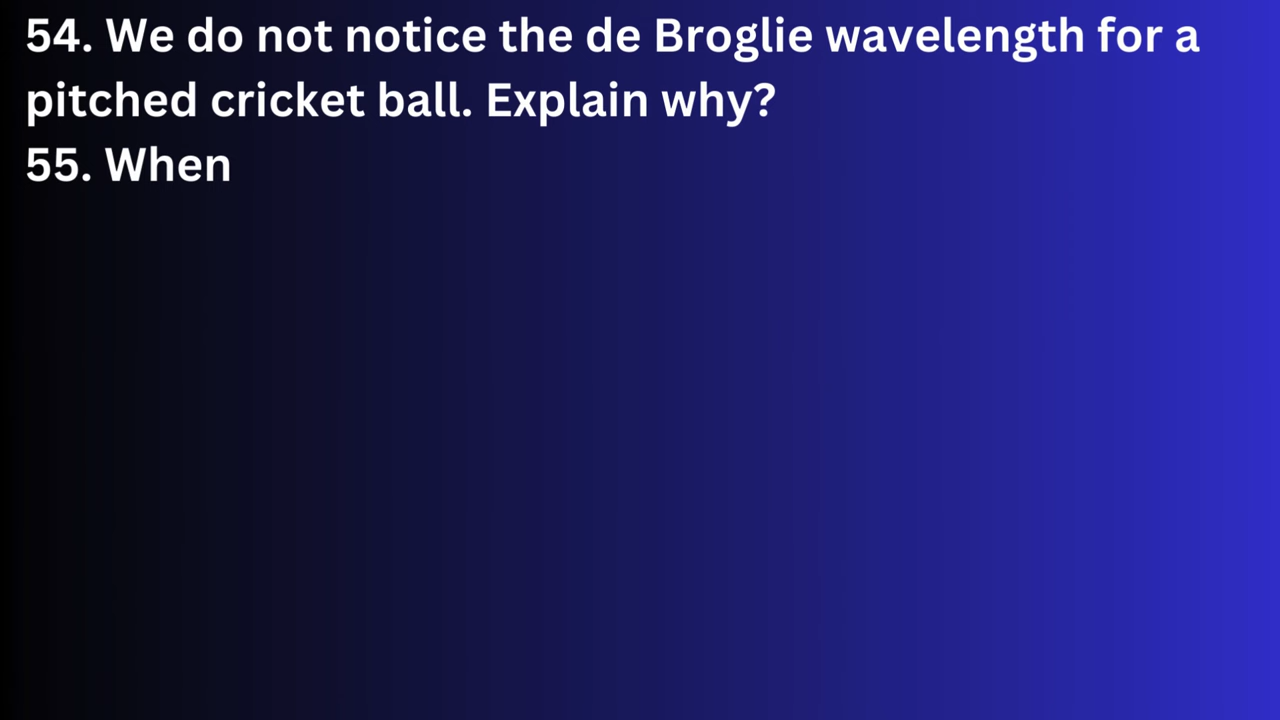 54. We do not notice the de Broglie wavelength for a
pitched cricket ball. Explain why?
55. When